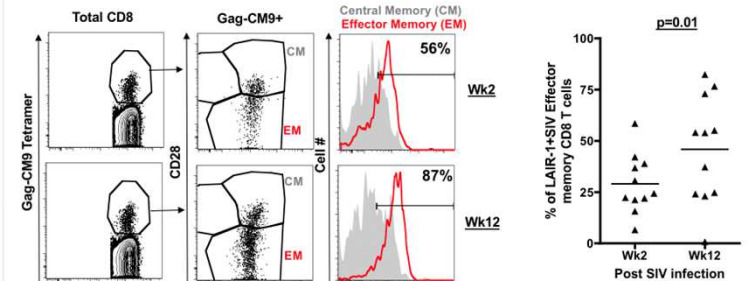 Total CD8
Gag-CM9+
Central Memory (CM)
Effector Memory (EM)
Gag-CM9 Tetramer
CD28
Cell #
CM
EM
56%
Wk2
CM
EM
87%
Wk12
p=0.01
% of LAIR-1+SIV Effector
memory CD8 T cells
100
75
50
25
0
Wk2 Wk12
Post SIV infection